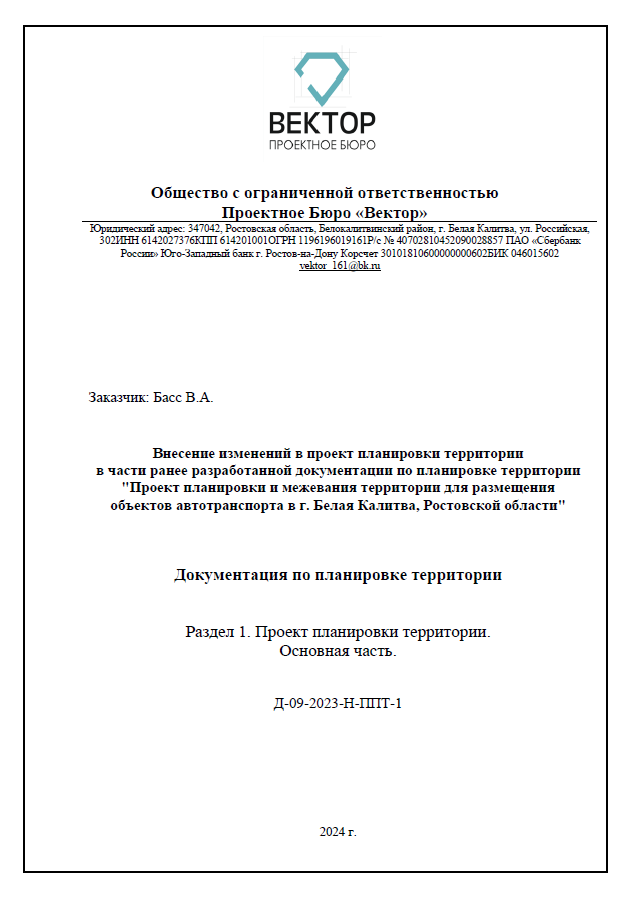 ВЕКТОР
ПРОЕКТНОЕ БЮРО
Общество с ограниченной ответственностью
Проектное Бюро «Вектор»
Юридический адрес: 347042, Ростовская область, Белокалитвинский район, г. Белая Калитва, ул. Российская,
302ИНН 6142027376КПП 614201001ОГРН 1196196019161Р/с № 40702810452090028857 ПАО «Сбербанк
России» Юго-Западный банк г. Ростов-на-Дону Корсчет 30101810600000000602БИК 046015602
vektor_161@bk.ru
Заказчик: Басс В.А.
Внесение изменений в проект планировки территории
в части ранее разработанной документации по планировке территории
"Проект планировки и межевания территории для размещения
объектов автотранспорта в г. Белая Калитва, Ростовской области"
Документация по планировке территории
Раздел 1. Проект планировки территории.
Основная часть.
Д-09-2023-Н-ППТ-1
2024 г.